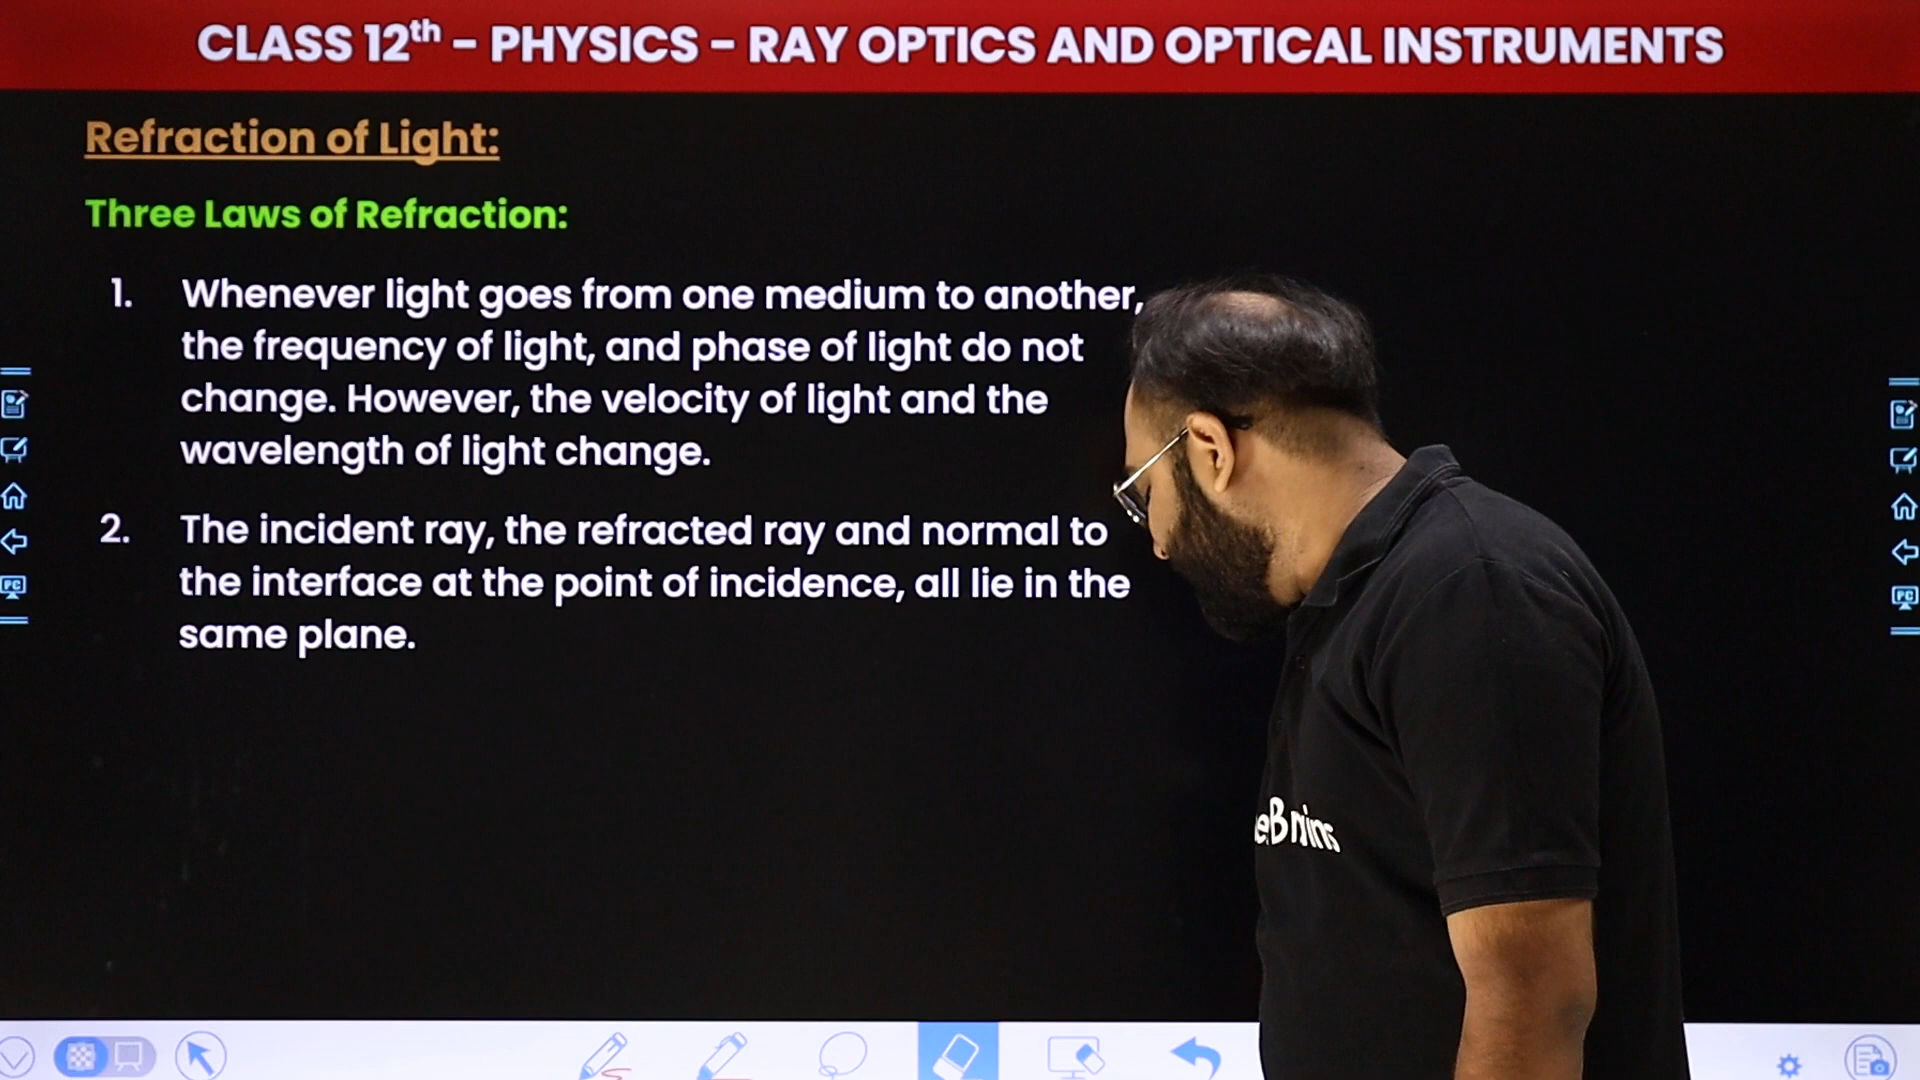 CLASS 12th – PHYSICS – RAY OPTICS AND OPTICAL INSTRUMENTS
Refraction of Light:
Three Laws of Refraction:
1. Whenever light goes from one medium to another,
the frequency of light, and phase of light do not
change. However, the velocity of light and the
wavelength of light change.
2. The incident ray, the refracted ray and normal to
the interface at the point of incidence, all lie in the
same plane.
eBrains
PC
PC